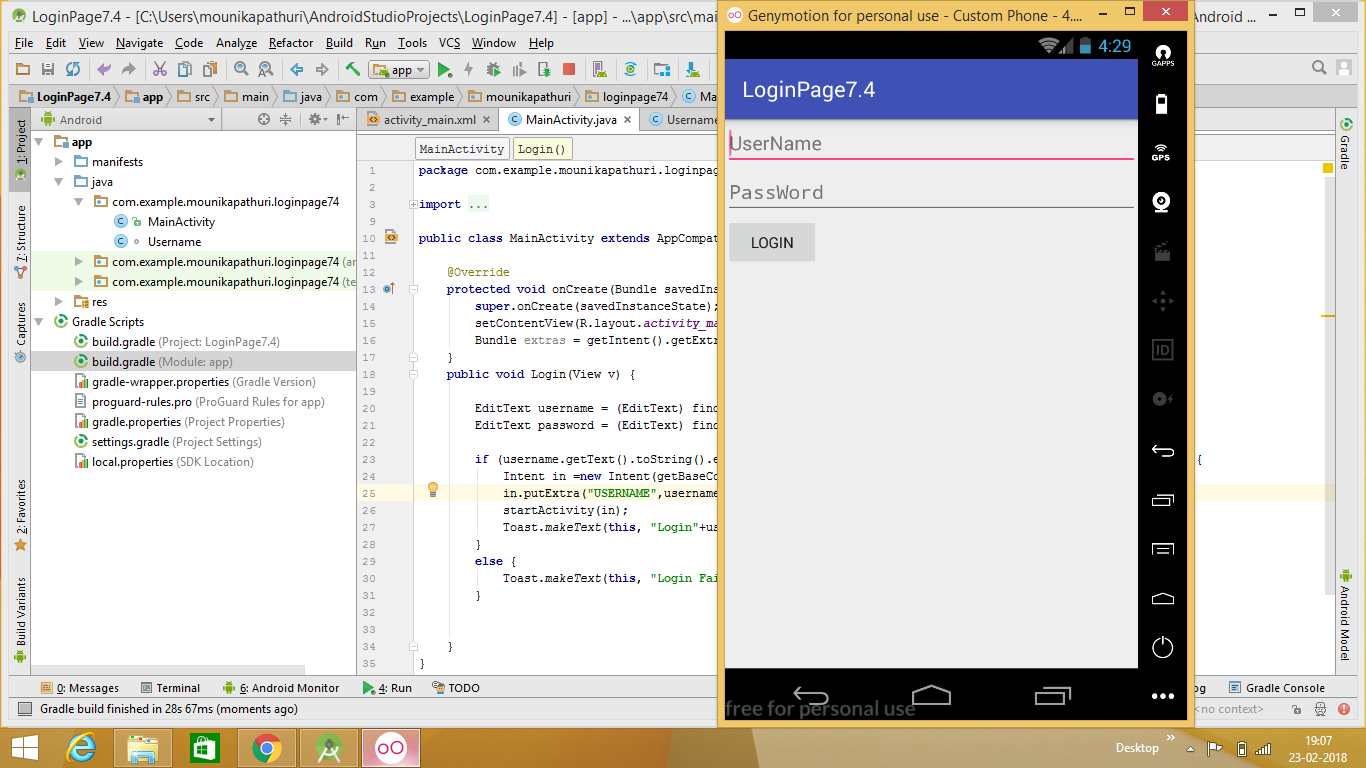 LoginPage7.4 - [C:\Users\mounikapathuri\AndroidStudioProjects\LoginPage7.4] - [app] - ...\app\src\ma
Android ...
File Edit View Navigate Code Analyze Refactor Build Run Tools VCS Window Help
app
LoginPage7.4 app src main java com example mounikapathuri loginpage74 Ma
Android
activity_main.xml MainActivity.java Username
1: Project
7: Structure
Captures
2: Favorites
Build Variants
app
manifests
java
com.example.mounikapathuri.loginpage74
MainActivity
Username
com.example.mounikapathuri.loginpage74 (an
com.example.mounikapathuri.loginpage74 (te
res
Gradle Scripts
build.gradle (Project: LoginPage7.4)
build.gradle (Module: app)
gradle-wrapper.properties (Gradle Version)
proguard-rules.pro (ProGuard Rules for app)
gradle.properties (Project Properties)
settings.gradle (Project Settings)
local.properties (SDK Location)
MainActivity Login()
1 package com.example.mounikapathuri.loginpag
2
3 import ...
9
10 public class MainActivity extends AppCompat
11
12 @Override
13 protected void onCreate(Bundle savedInst
14 super.onCreate(savedInstanceState);
15 setContentView(R.layout.activity_ma
16 Bundle extras = getIntent().getExtr
17 }
18 public void Login(View v) {
19
20 EditText username = (EditText) find
21 EditText password = (EditText) find
22
23 if (username.getText().toString().e {
24 Intent in =new Intent(getBaseCo
25 in.putExtra("USERNAME",username
26 startActivity(in);
27 Toast.makeText(this, "Login"+us
28 }
29 else {
30 Toast.makeText(this, "Login Fai
31 }
32
33
34 }
35 }
Genymotion for personal use - Custom Phone - 4....
4:29
LoginPage7.4
UserName
PassWord
LOGIN
free for personal use
GAPPS
GPS
ID
Gradle
Android Model
0: Messages Terminal 6: Android Monitor 4: Run TODO
og Gradle Console
Gradle build finished in 28s 67ms (moments ago)
<no context>
Desktop
19:07
23-02-2018